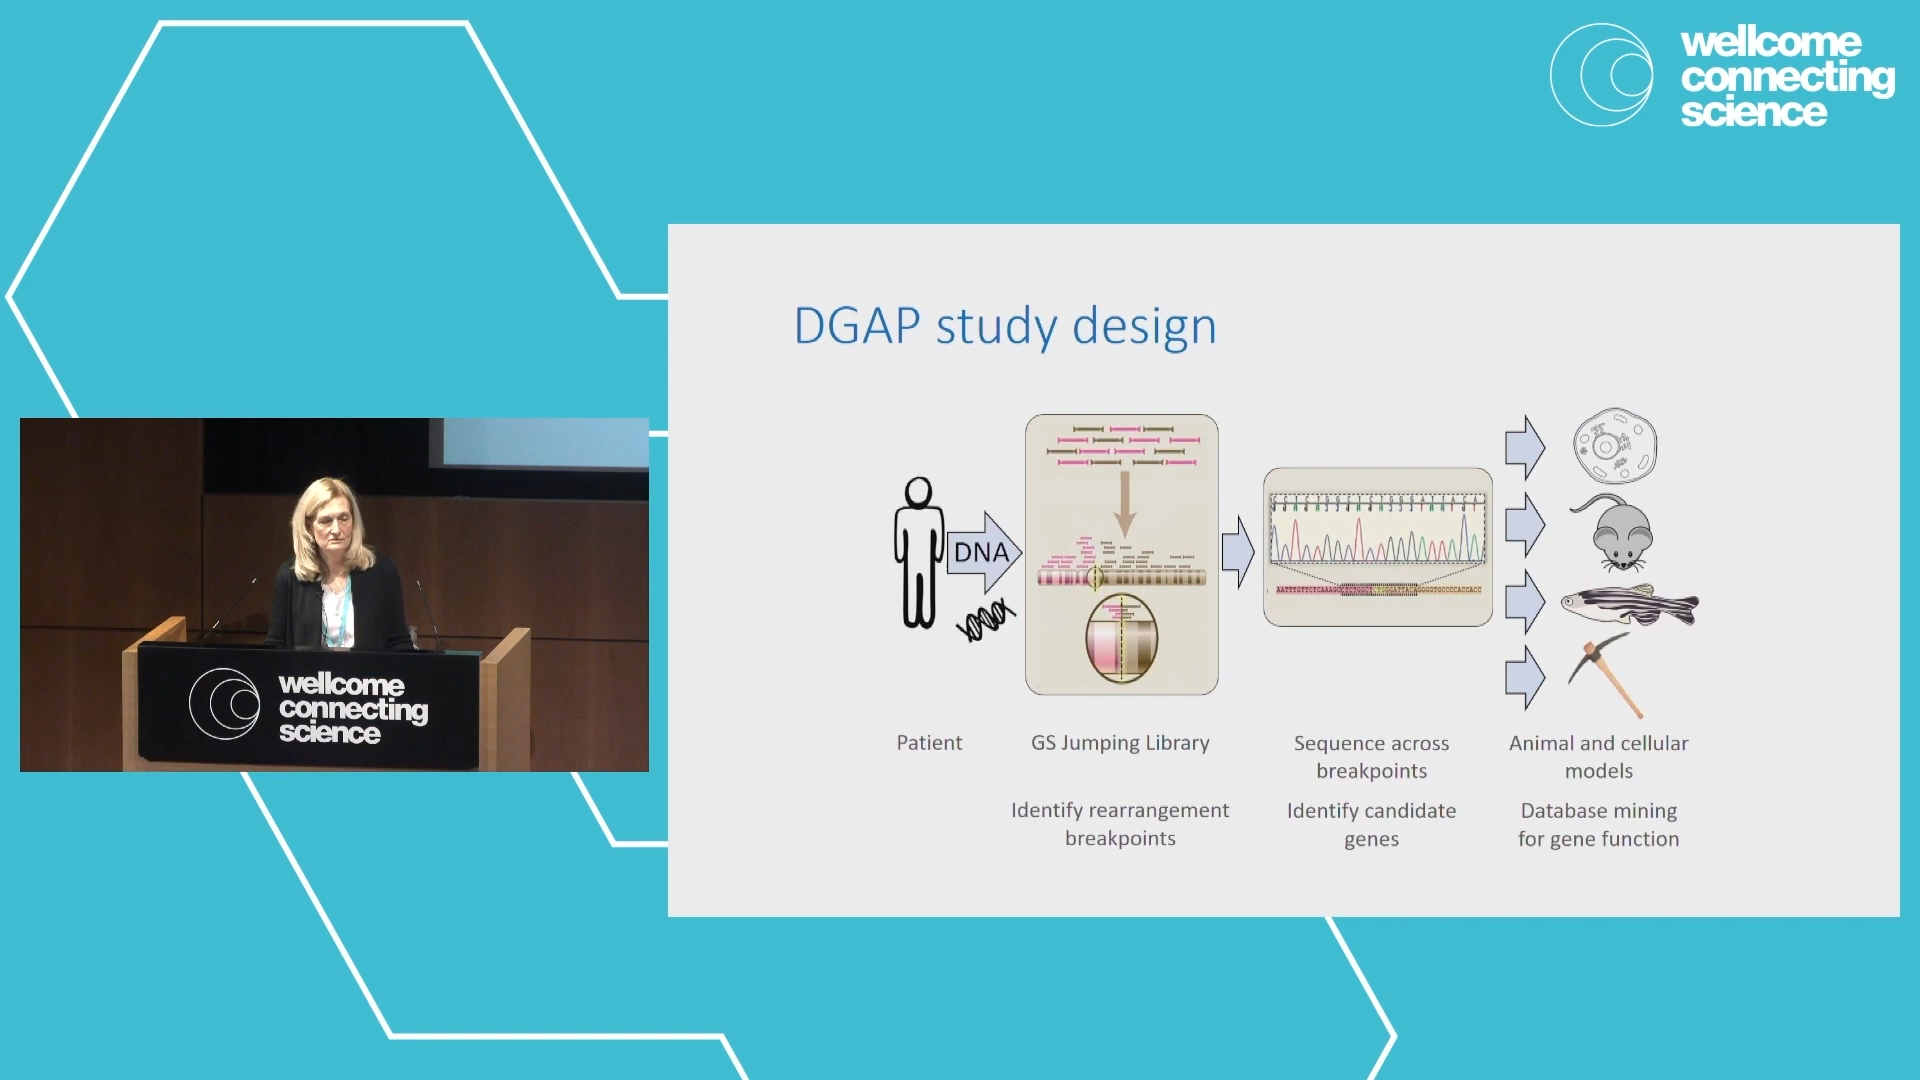 wellcome
connecting
science
DGAP study design
DNA
AATTTGTTCTCAAAG
Patient
GS Jumping Library
Sequence across
breakpoints
Animal and cellular
models
Identify rearrangement
breakpoints
Identify candidate
genes
Database mining
for gene function
wellcome
connecting
science